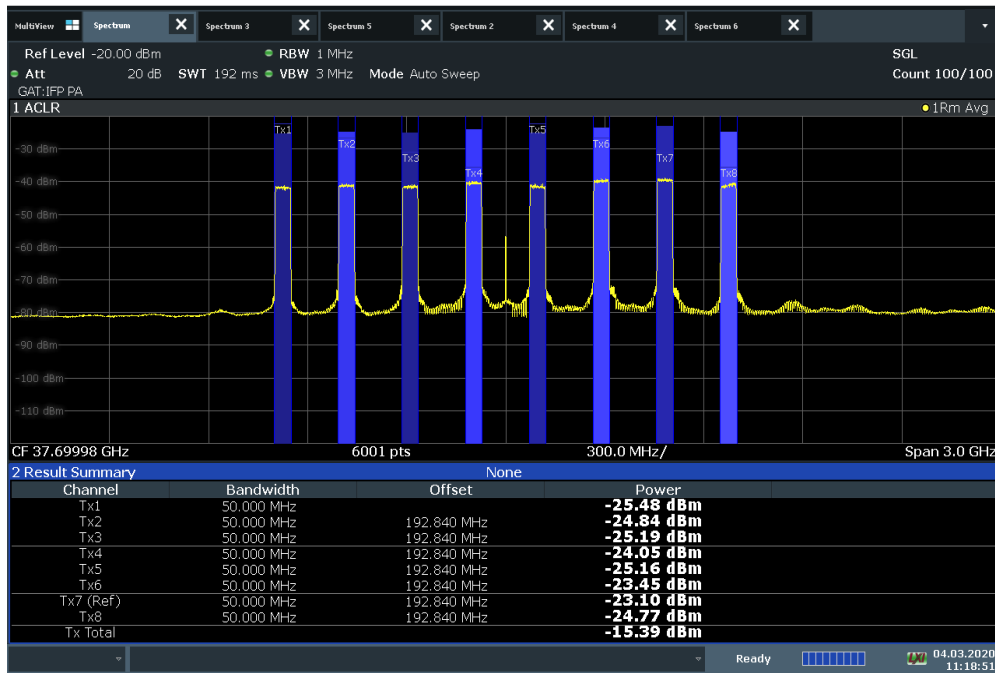 MultiView Spectrum X Spectrum 3 X Spectrum 5 X Spectrum 2 X Spectrum 4 X Spectrum 6 X
Ref Level -20.00 dBm RBW 1 MHz SGL
Att 20 dB SWT 192 ms VBW 3 MHz Mode Auto Sweep Count 100/100
GAT:IFP PA
1 ACLR 1Rm Avg
Tx1 Tx5
Tx2 Tx6
-30 dBm
Tx3 Tx7
Tx4 Tx8
-40 dBm
-50 dBm
-60 dBm
-70 dBm
-80 dBm
-90 dBm
-100 dBm
-110 dBm
CF 37.69998 GHz 6001 pts 300.0 MHz/ Span 3.0 GHz
2 Result Summary None
Channel Bandwidth Offset Power
Tx1 50.000 MHz -25.48 dBm
Tx2 50.000 MHz 192.840 MHz -24.84 dBm
Tx3 50.000 MHz 192.840 MHz -25.19 dBm
Tx4 50.000 MHz 192.840 MHz -24.05 dBm
Tx5 50.000 MHz 192.840 MHz -25.16 dBm
Tx6 50.000 MHz 192.840 MHz -23.45 dBm
Tx7 (Ref) 50.000 MHz 192.840 MHz -23.10 dBm
Tx8 50.000 MHz 192.840 MHz -24.77 dBm
Tx Total -15.39 dBm
Ready 04.03.2020
11:18:51